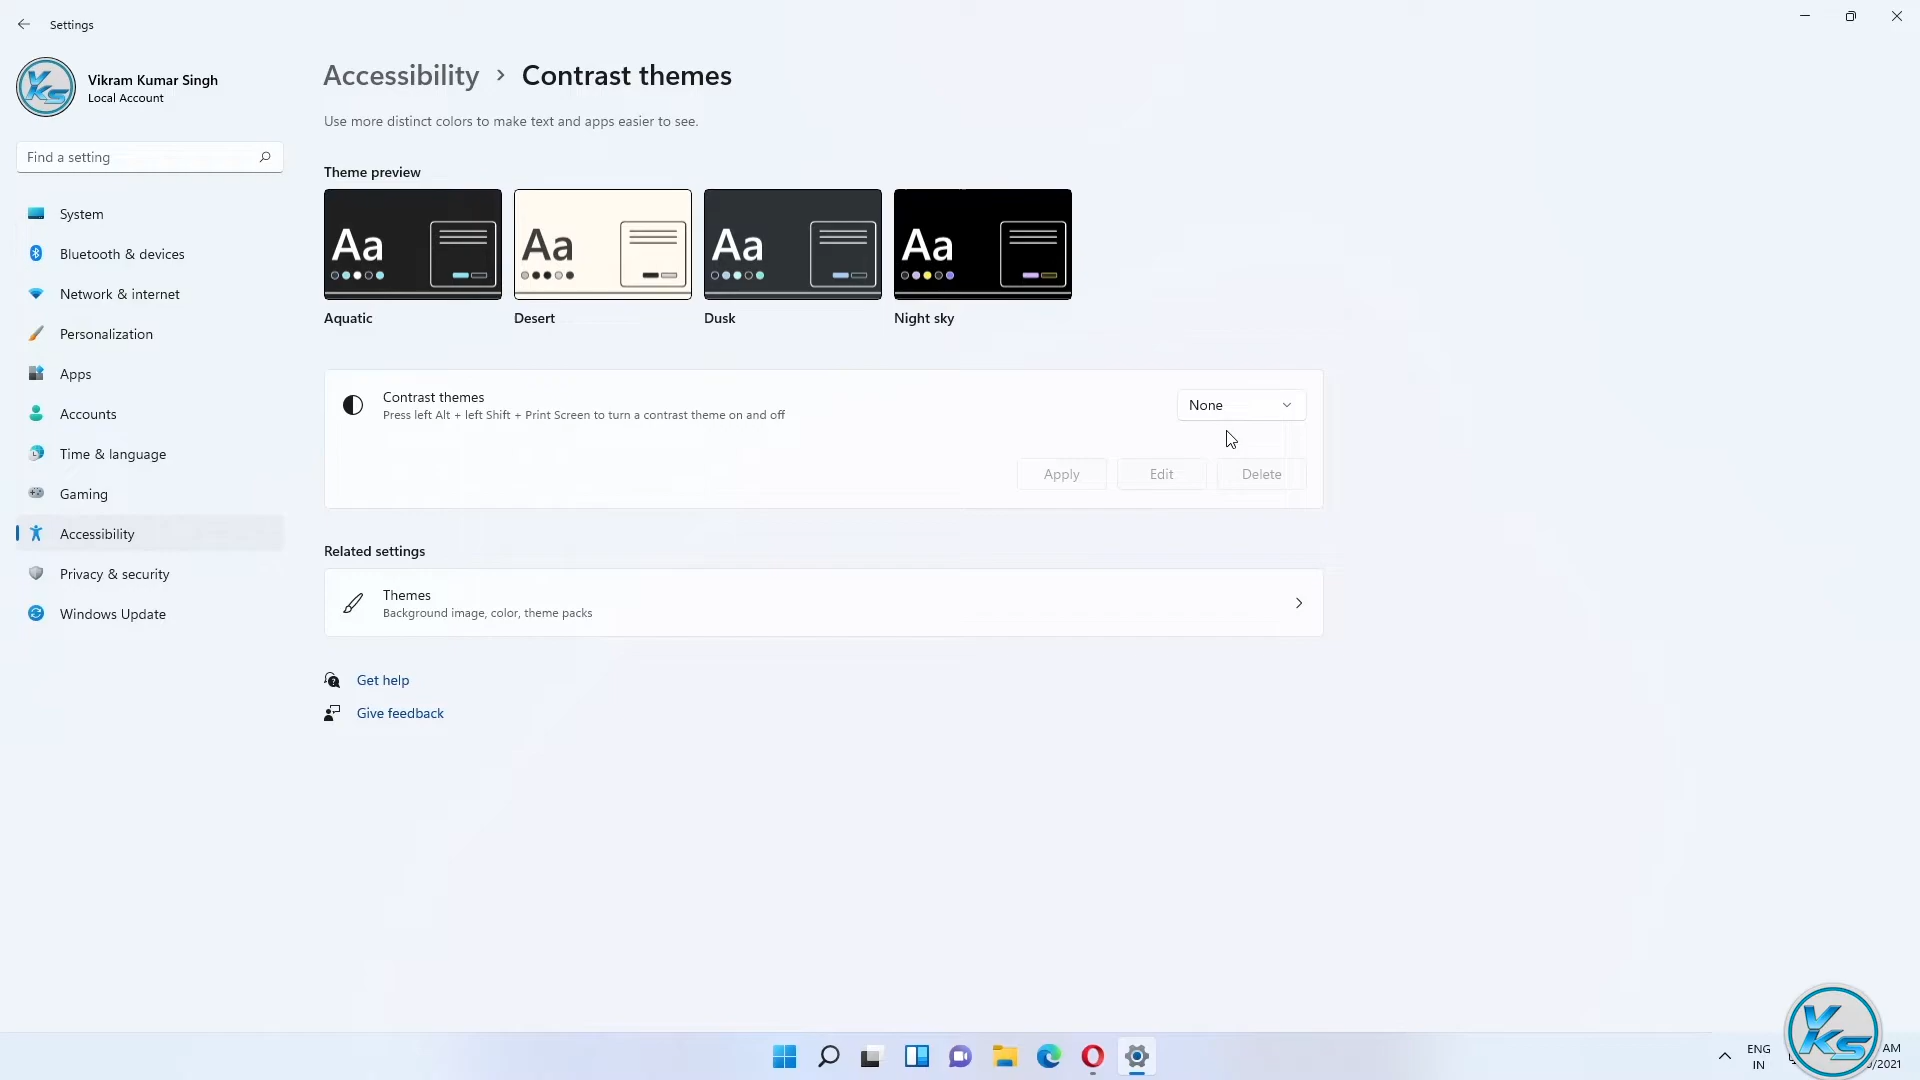 Settings
Vikram Kumar Singh
Local Account
Find a setting
System
Bluetooth & devices
Network & internet
Personalization
Apps
Accounts
Time & language
Gaming
Accessibility
Privacy & security
Windows Update
Accessibility > Contrast themes
Use more distinct colors to make text and apps easier to see.
Theme preview
Aa Aa Aa Aa
Aquatic Desert Dusk Night sky
Contrast themes
Press left Alt + left Shift + Print Screen to turn a contrast theme on and off
None
Apply Edit Delete
Related settings
Themes
Background image, color, theme packs
Get help
Give feedback
ENG
IN
AM
/2021
VKS